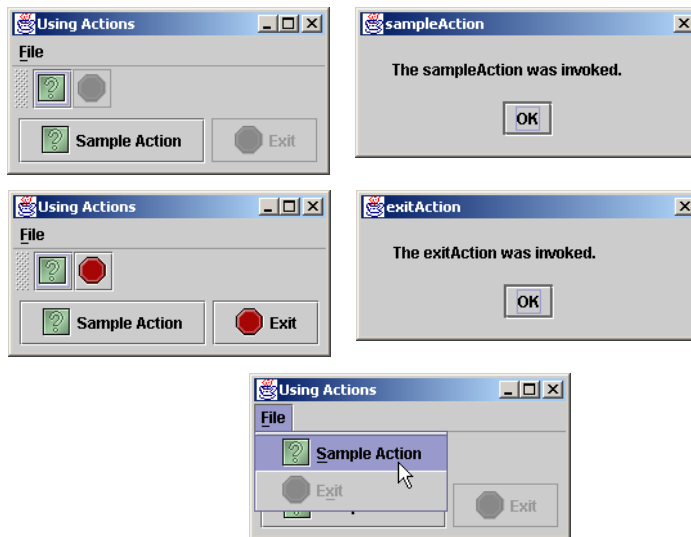 Using Actions
File
Sample Action
Exit
sampleAction
The sampleAction was invoked.
OK
Using Actions
File
Sample Action
Exit
exitAction
The exitAction was invoked.
OK
Using Actions
File
Sample Action
Exit
Exit